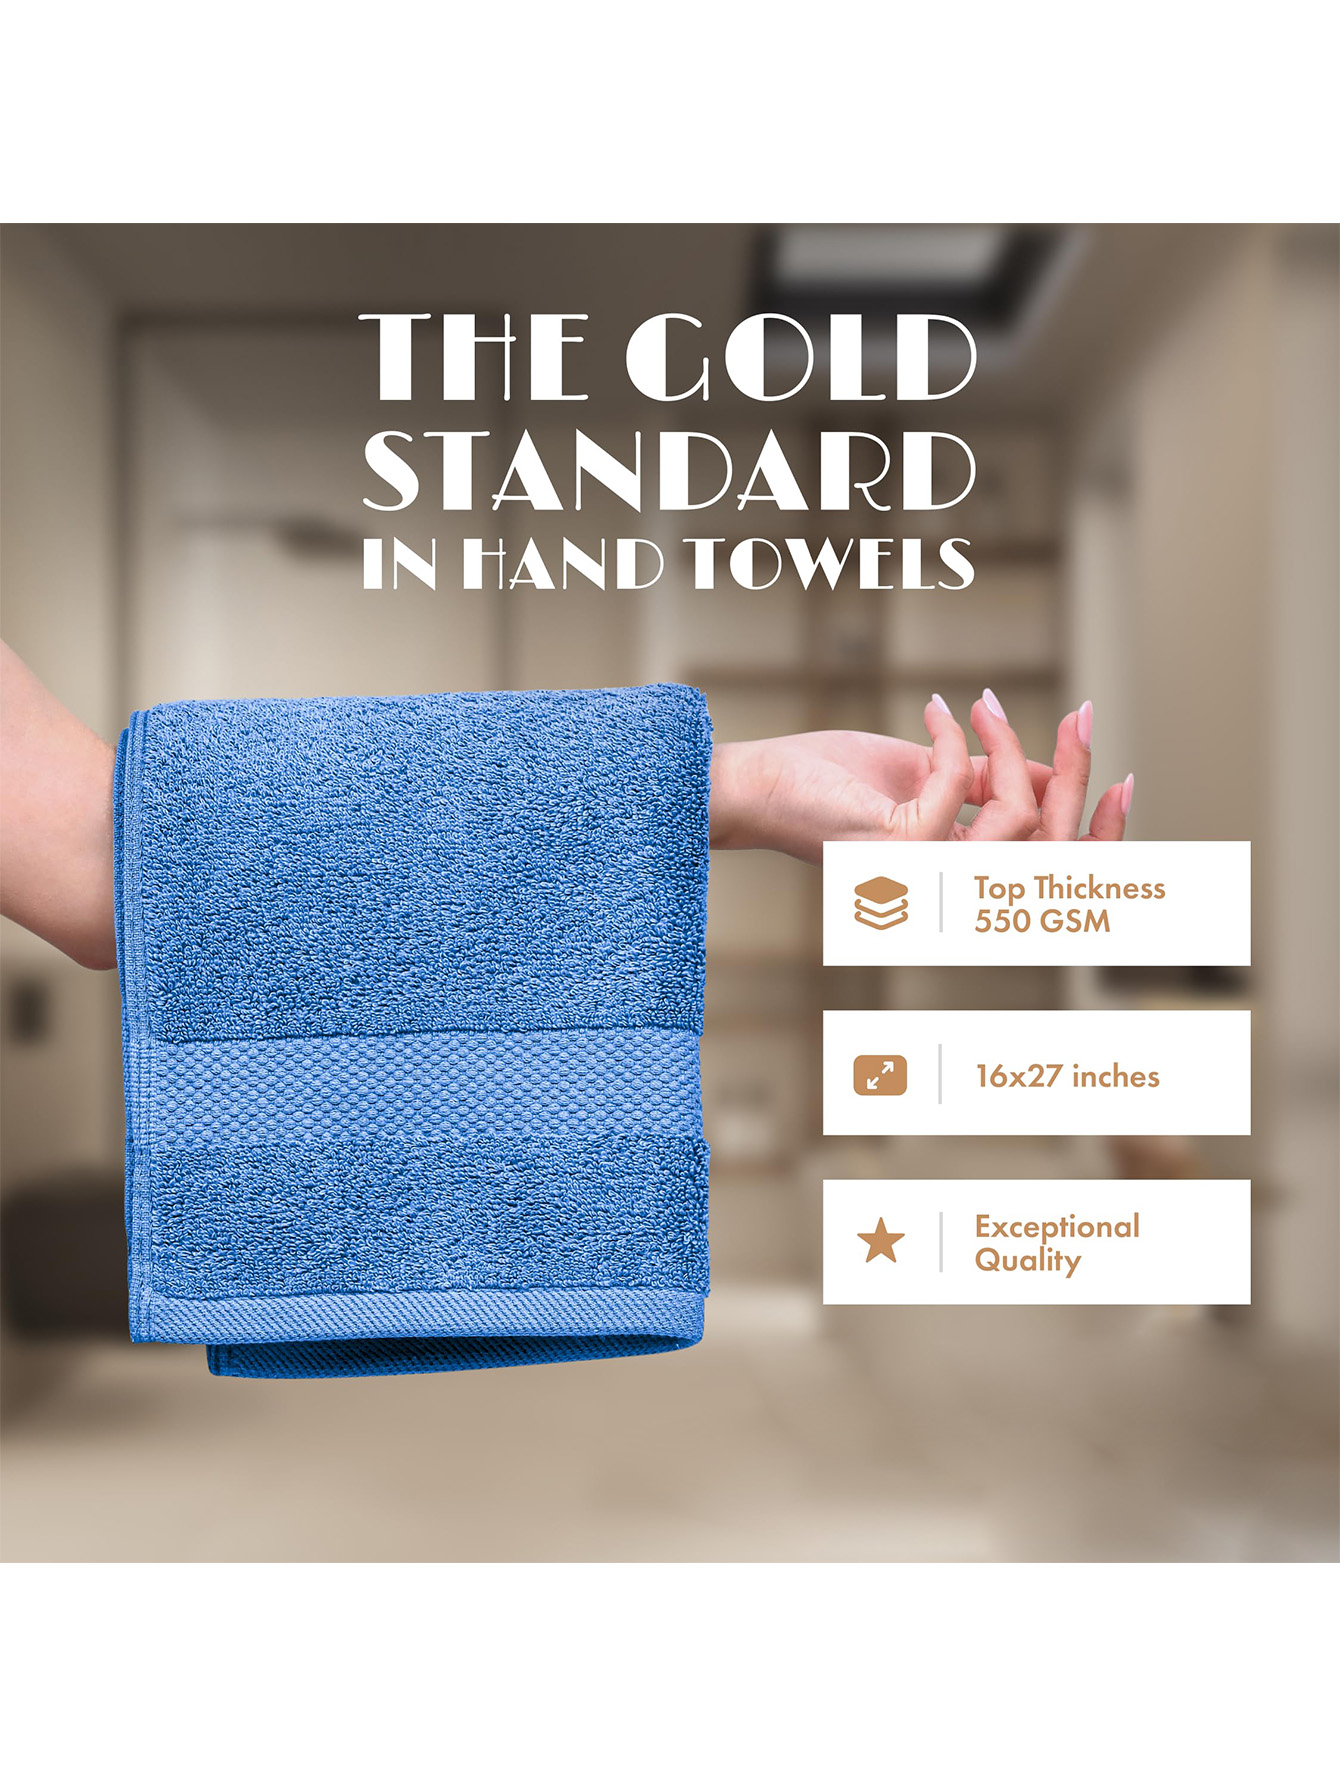 THE GOLD
STANDARD
IN HAND TOWELS
Top Thickness
550 GSM
16x27 inches
Exceptional
Quality